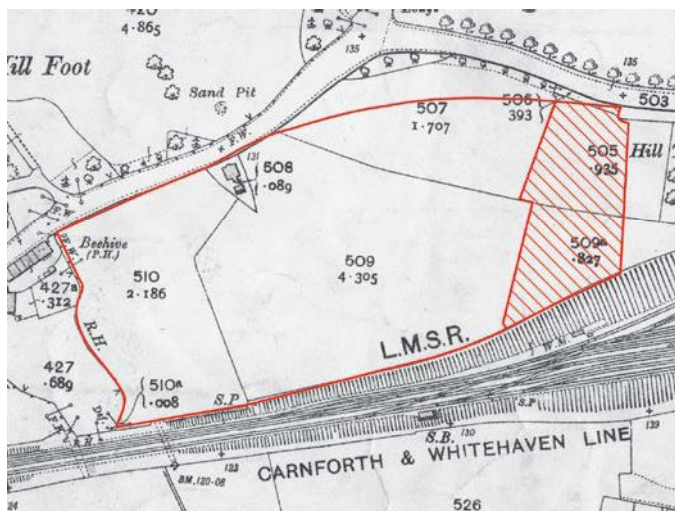 4.865
135
Sand Pit
Hill Foot
F.W.
131
508
.089
507
1.707
506
393
135
503
505
.935
Hill
F.W.
Beehive
(P.H.)
F.W.
427a
.312
510
2.186
509
4.305
509a
.827
R.H.
L.M.S.R.
427
.689
510a
.008
S.P
S.P
F.R
R.H
S.B.
130
139
123
124
B.M.120.08
CARNFORTH & WHITEHAVEN LINE
526